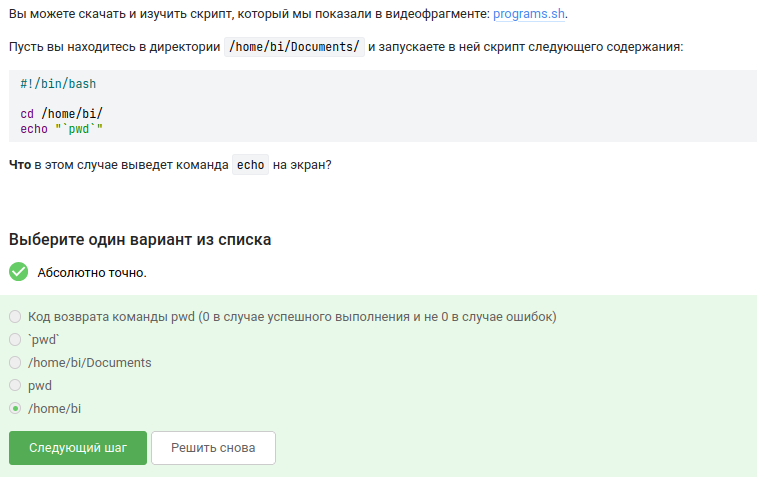 Вы можете скачать и изучить скрипт, который мы показали в видеофрагменте: programs.sh.
Пусть вы находитесь в директории /home/bi/Documents/ и запускаете в ней скрипт следующего содержания:
#!/bin/bash
cd /home/bi/
echo "`pwd`"
Что в этом случае выведет команда echo на экран?
Выберите один вариант из списка
Абсолютно точно.
Код возврата команды pwd (0 в случае успешного выполнения и не 0 в случае ошибок)
`pwd`
/home/bi/Documents
pwd
/home/bi
Следующий шаг
Решить снова